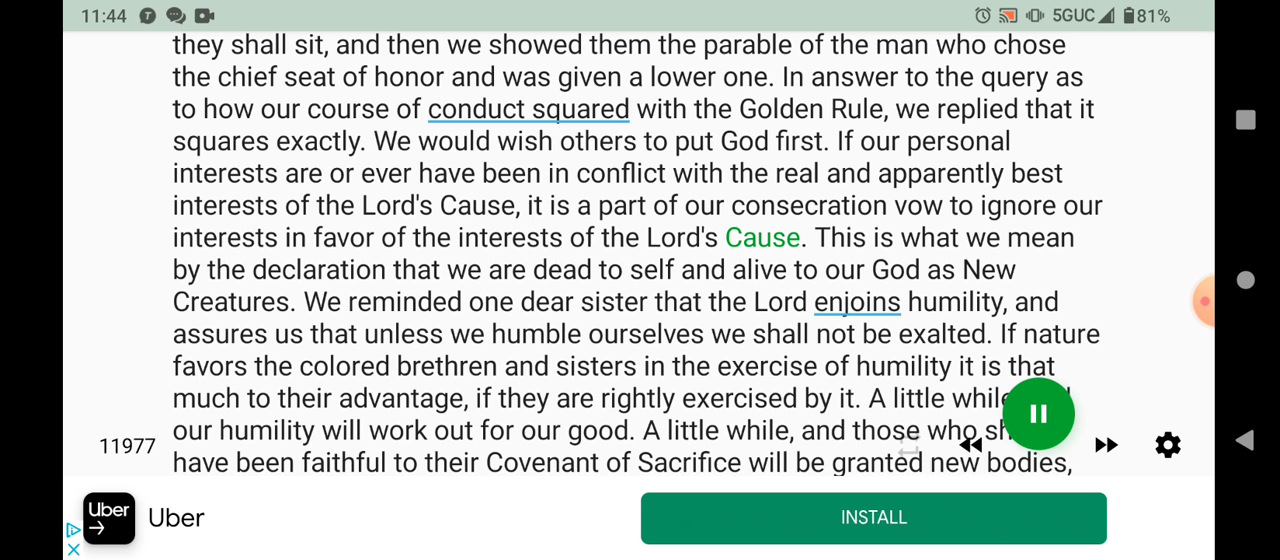 11:44
5GUC 81%
they shall sit, and then we showed them the parable of the man who chose
the chief seat of honor and was given a lower one. In answer to the query as
to how our course of conduct squared with the Golden Rule, we replied that it
squares exactly. We would wish others to put God first. If our personal
interests are or ever have been in conflict with the real and apparently best
interests of the Lord's Cause, it is a part of our consecration vow to ignore our
interests in favor of the interests of the Lord's Cause. This is what we mean
by the declaration that we are dead to self and alive to our God as New
Creatures. We reminded one dear sister that the Lord enjoins humility, and
assures us that unless we humble ourselves we shall not be exalted. If nature
favors the colored brethren and sisters in the exercise of humility it is that
much to their advantage, if they are rightly exercised by it. A little while
our humility will work out for our good. A little while, and those who
have been faithful to their Covenant of Sacrifice will be granted new bodies,
11977
Uber
Uber
INSTALL